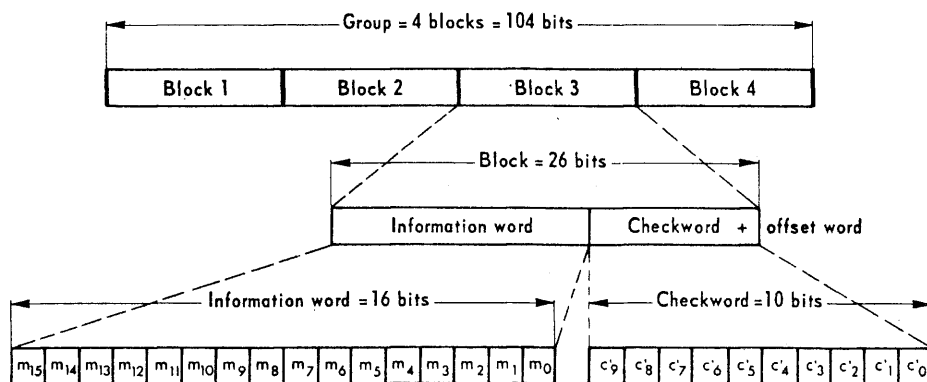 Group = 4 blocks = 104 bits
Block 1 Block 2 Block 3 Block 4
Block = 26 bits
Information word Checkword + offset word
Information word = 16 bits Checkword = 10 bits
m15 m14 m13 m12 m11 m10 m9 m8 m7 m6 m5 m4 m3 m2 m1 m0 c'9 c'8 c'7 c'6 c'5 c'4 c'3 c'2 c'1 c'0